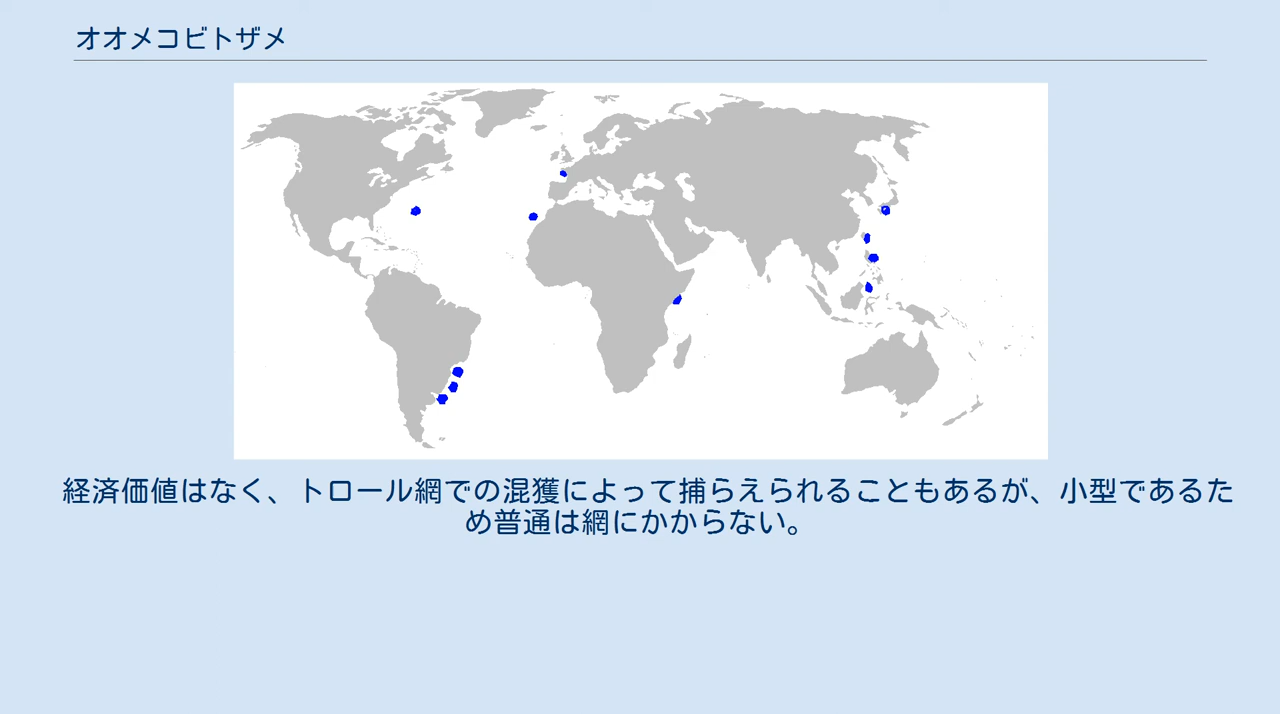 オオメコビトザメ
経済価値はなく、トロール網での混獲によって捕らえられることもあるが、小型であるた
め普通は網にかからない。